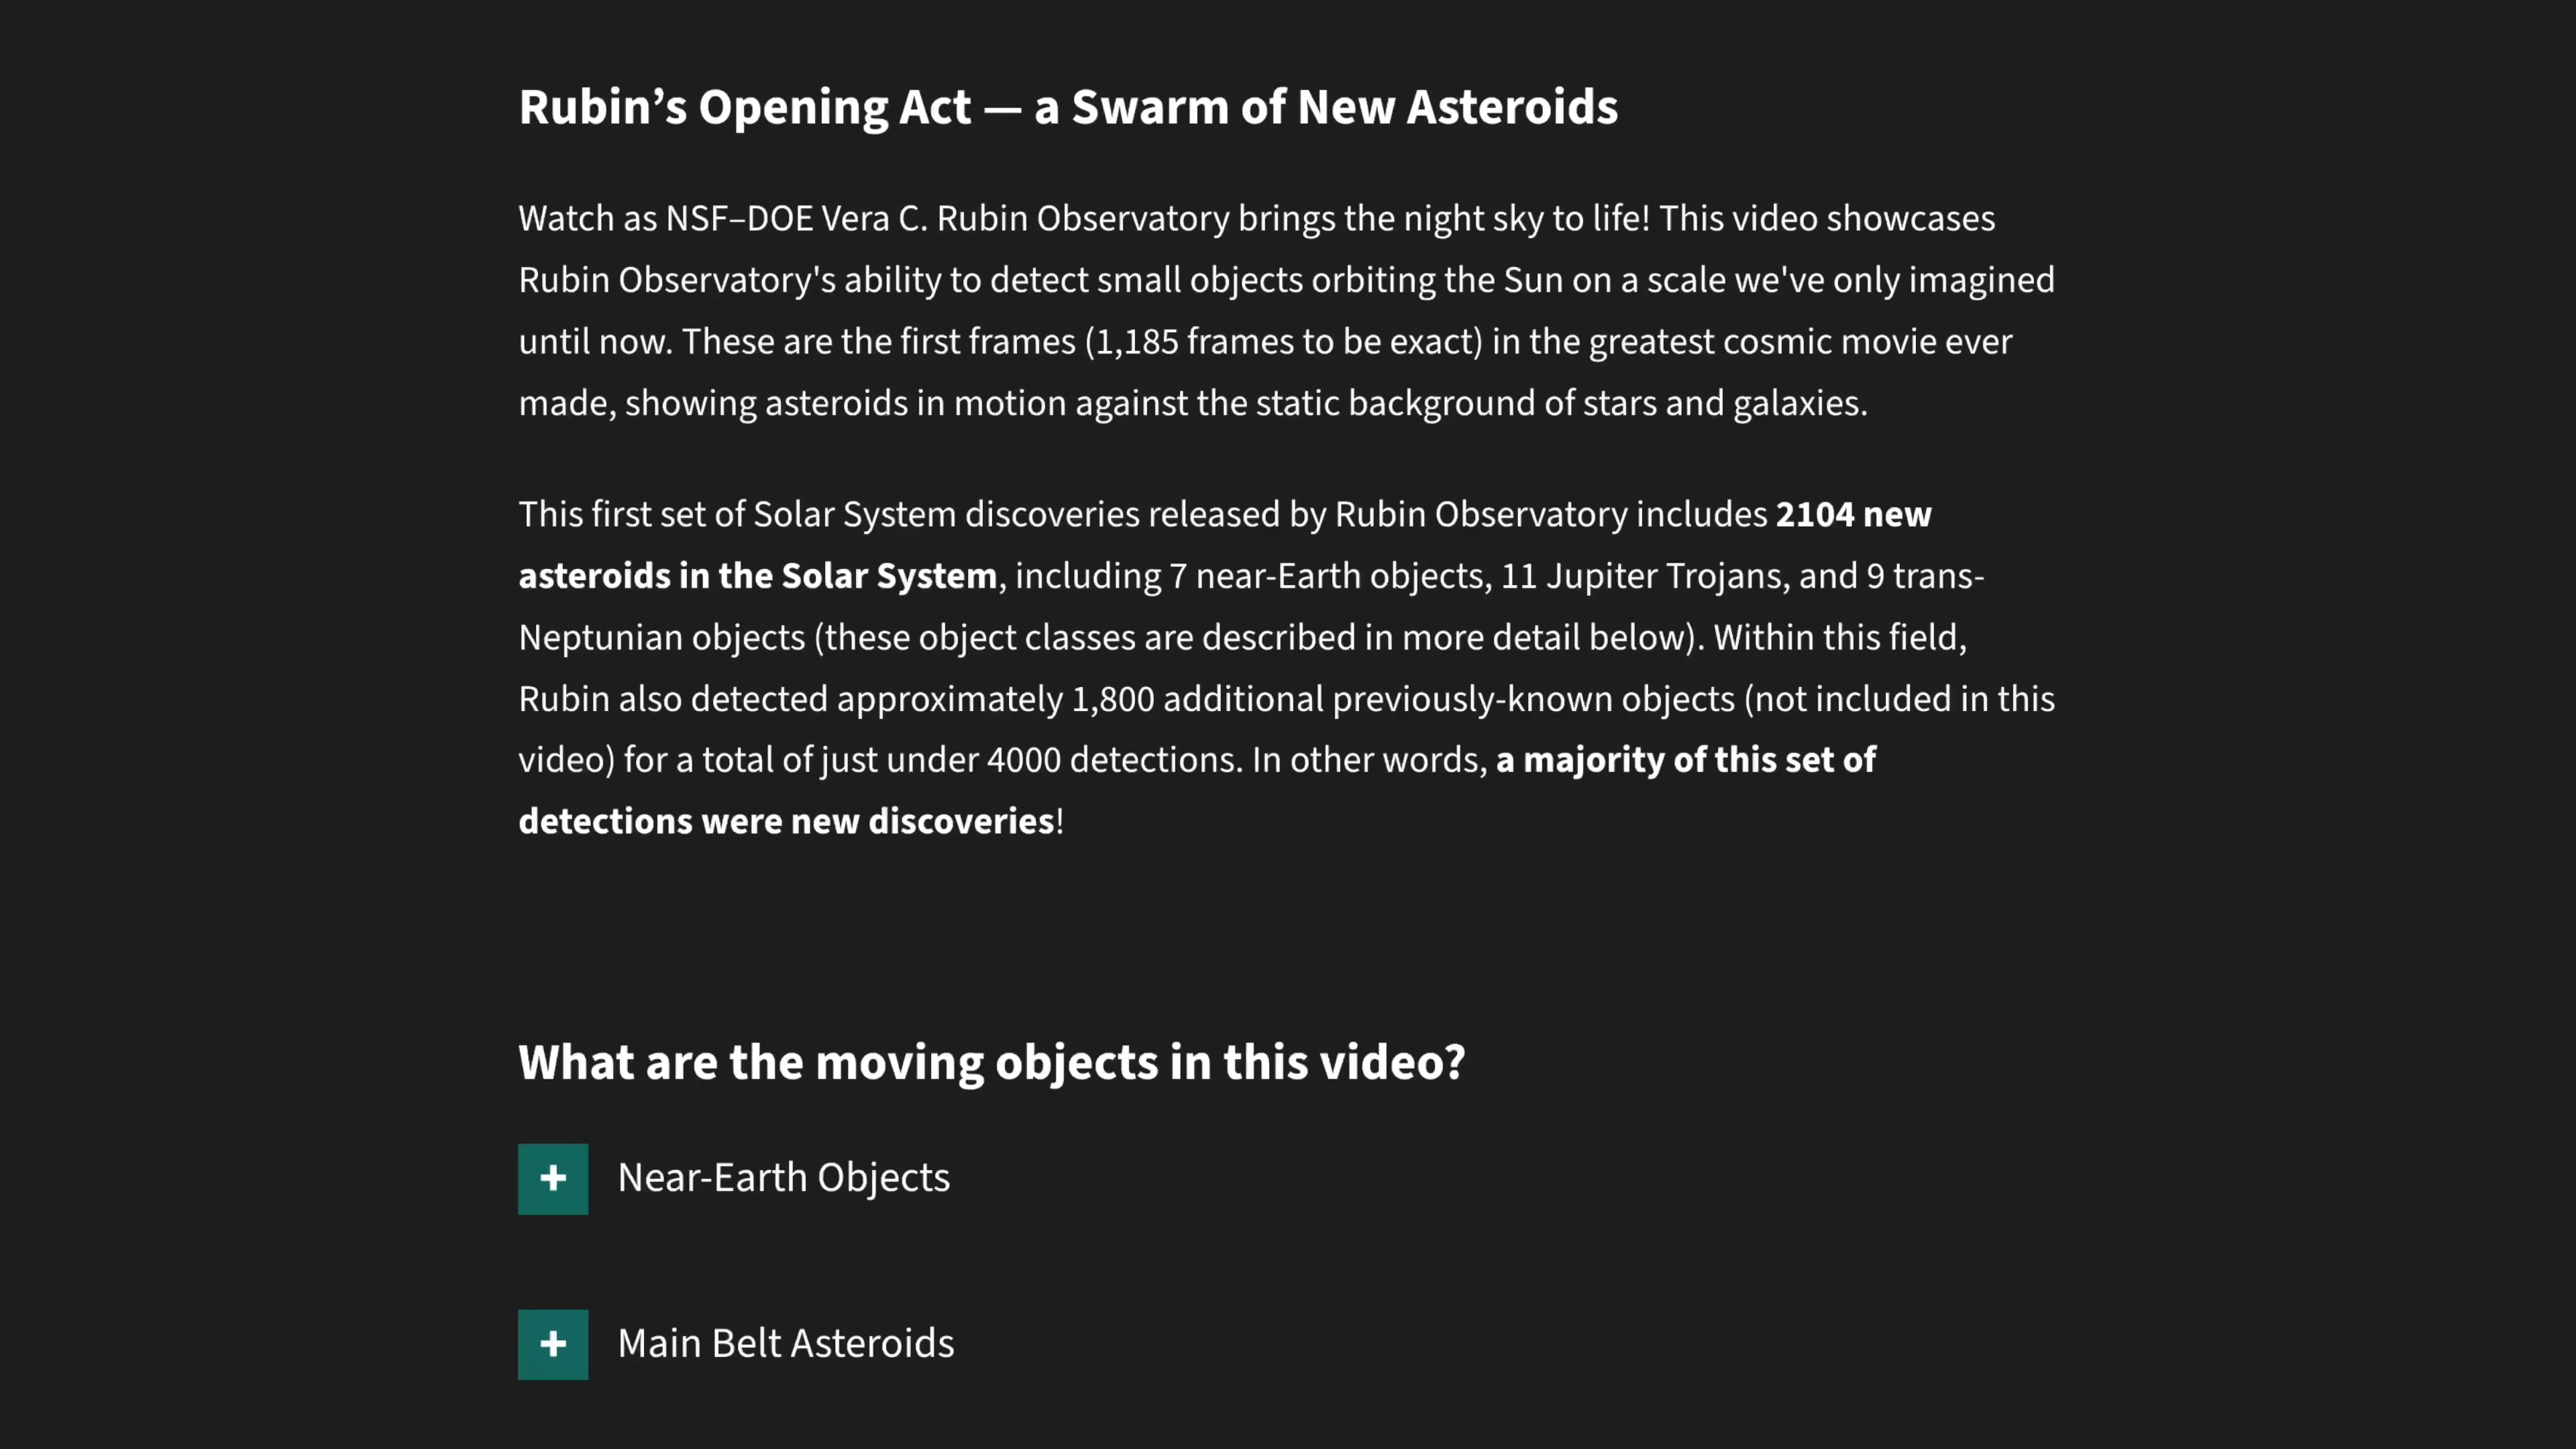 Rubin’s Opening Act — a Swarm of New Asteroids
Watch as NSF–DOE Vera C. Rubin Observatory brings the night sky to life! This video showcases
Rubin Observatory's ability to detect small objects orbiting the Sun on a scale we've only imagined
until now. These are the first frames (1,185 frames to be exact) in the greatest cosmic movie ever
made, showing asteroids in motion against the static background of stars and galaxies.
This first set of Solar System discoveries released by Rubin Observatory includes 2104 new
asteroids in the Solar System, including 7 near-Earth objects, 11 Jupiter Trojans, and 9 trans-
Neptunian objects (these object classes are described in more detail below). Within this field,
Rubin also detected approximately 1,800 additional previously-known objects (not included in this
video) for a total of just under 4000 detections. In other words, a majority of this set of
detections were new discoveries!
What are the moving objects in this video?
+ Near-Earth Objects
+ Main Belt Asteroids